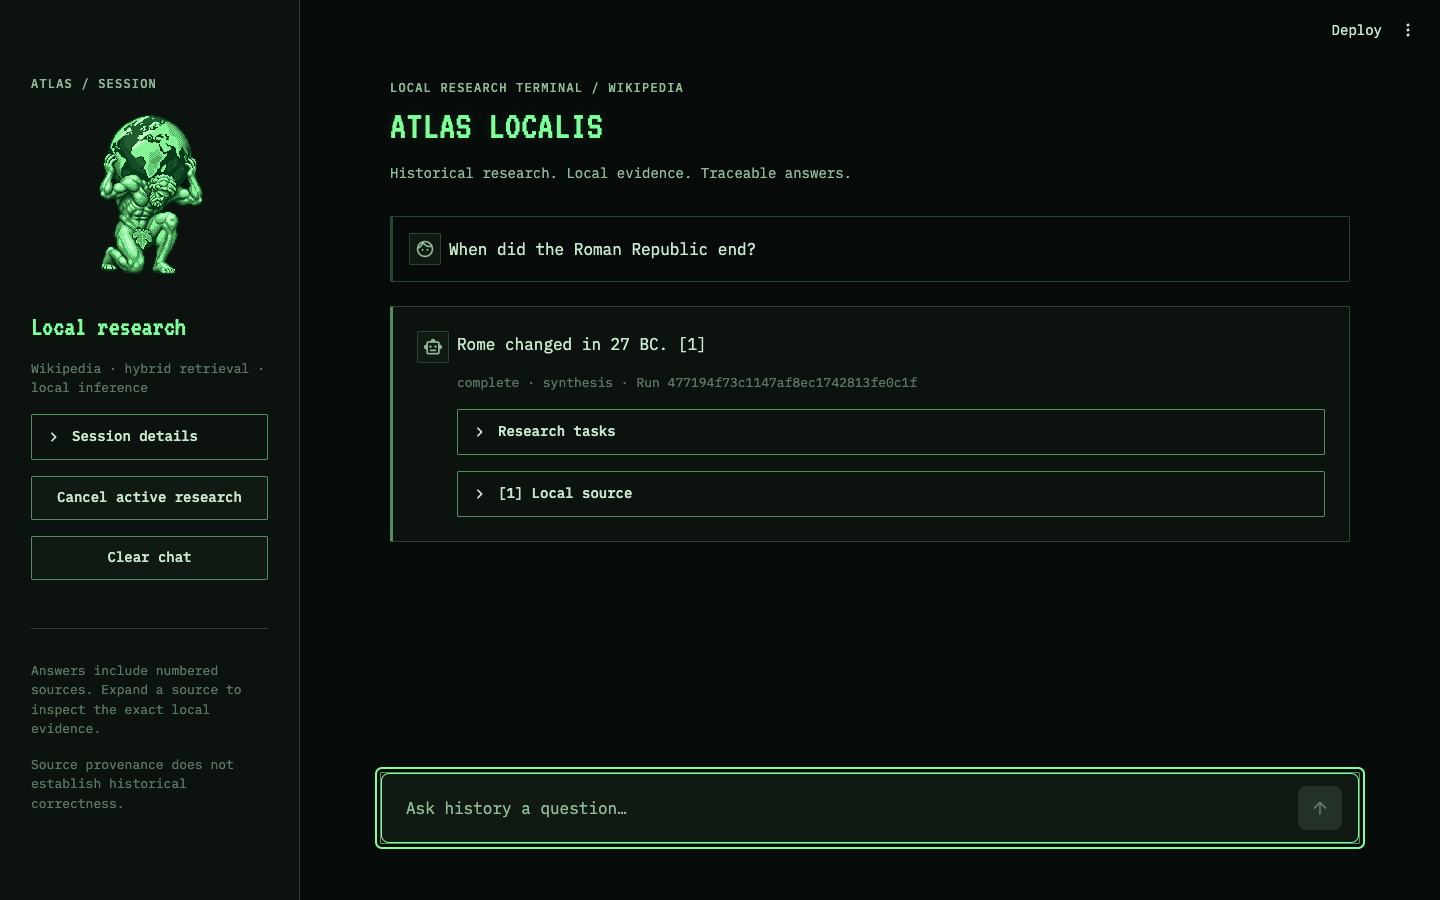 ATLAS / SESSION
Local research
Wikipedia · hybrid retrieval ·
local inference
Session details
Cancel active research
Clear chat
Answers include numbered
sources. Expand a source to
inspect the exact local
evidence.
Source provenance does not
establish historical
correctness.
Deploy
LOCAL RESEARCH TERMINAL / WIKIPEDIA
ATLAS LOCALIS
Historical research. Local evidence. Traceable answers.
When did the Roman Republic end?
Rome changed in 27 BC. [1]
complete · synthesis · Run 477194f73c1147af8ec1742813fe0c1f
Research tasks
[1] Local source
Ask history a question…